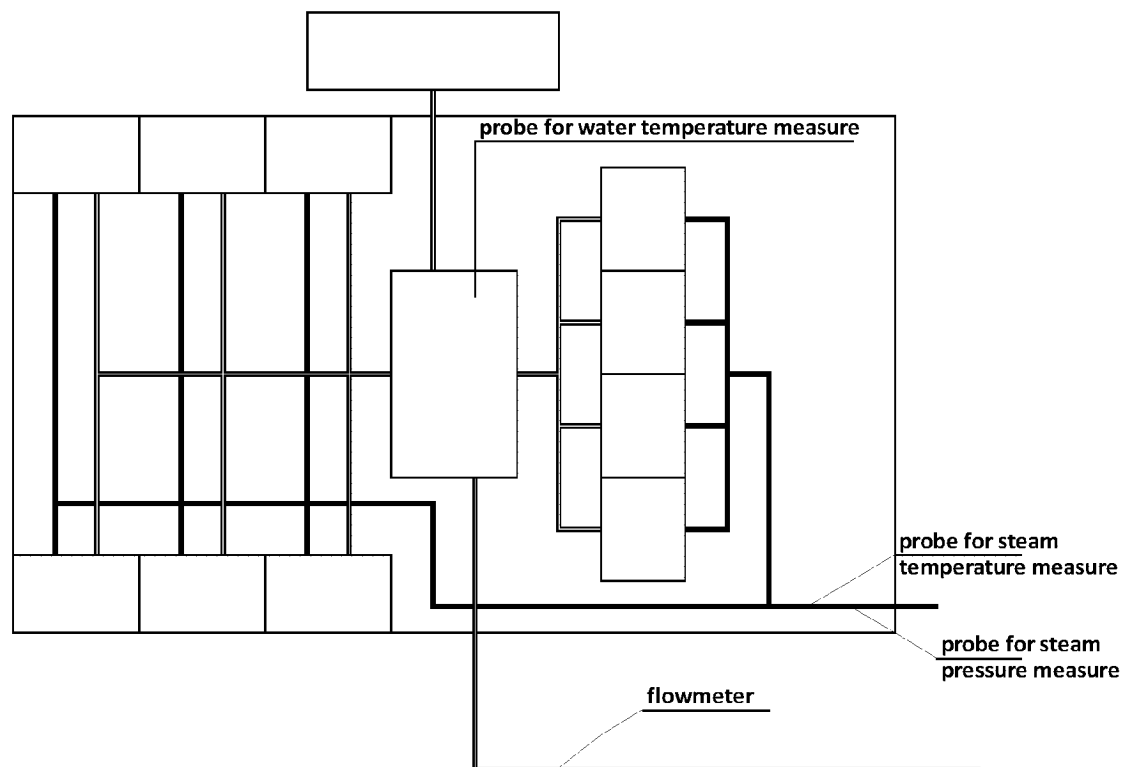 probe for water temperature measure
probe for steam
temperature measure
probe for steam
pressure measure
flowmeter